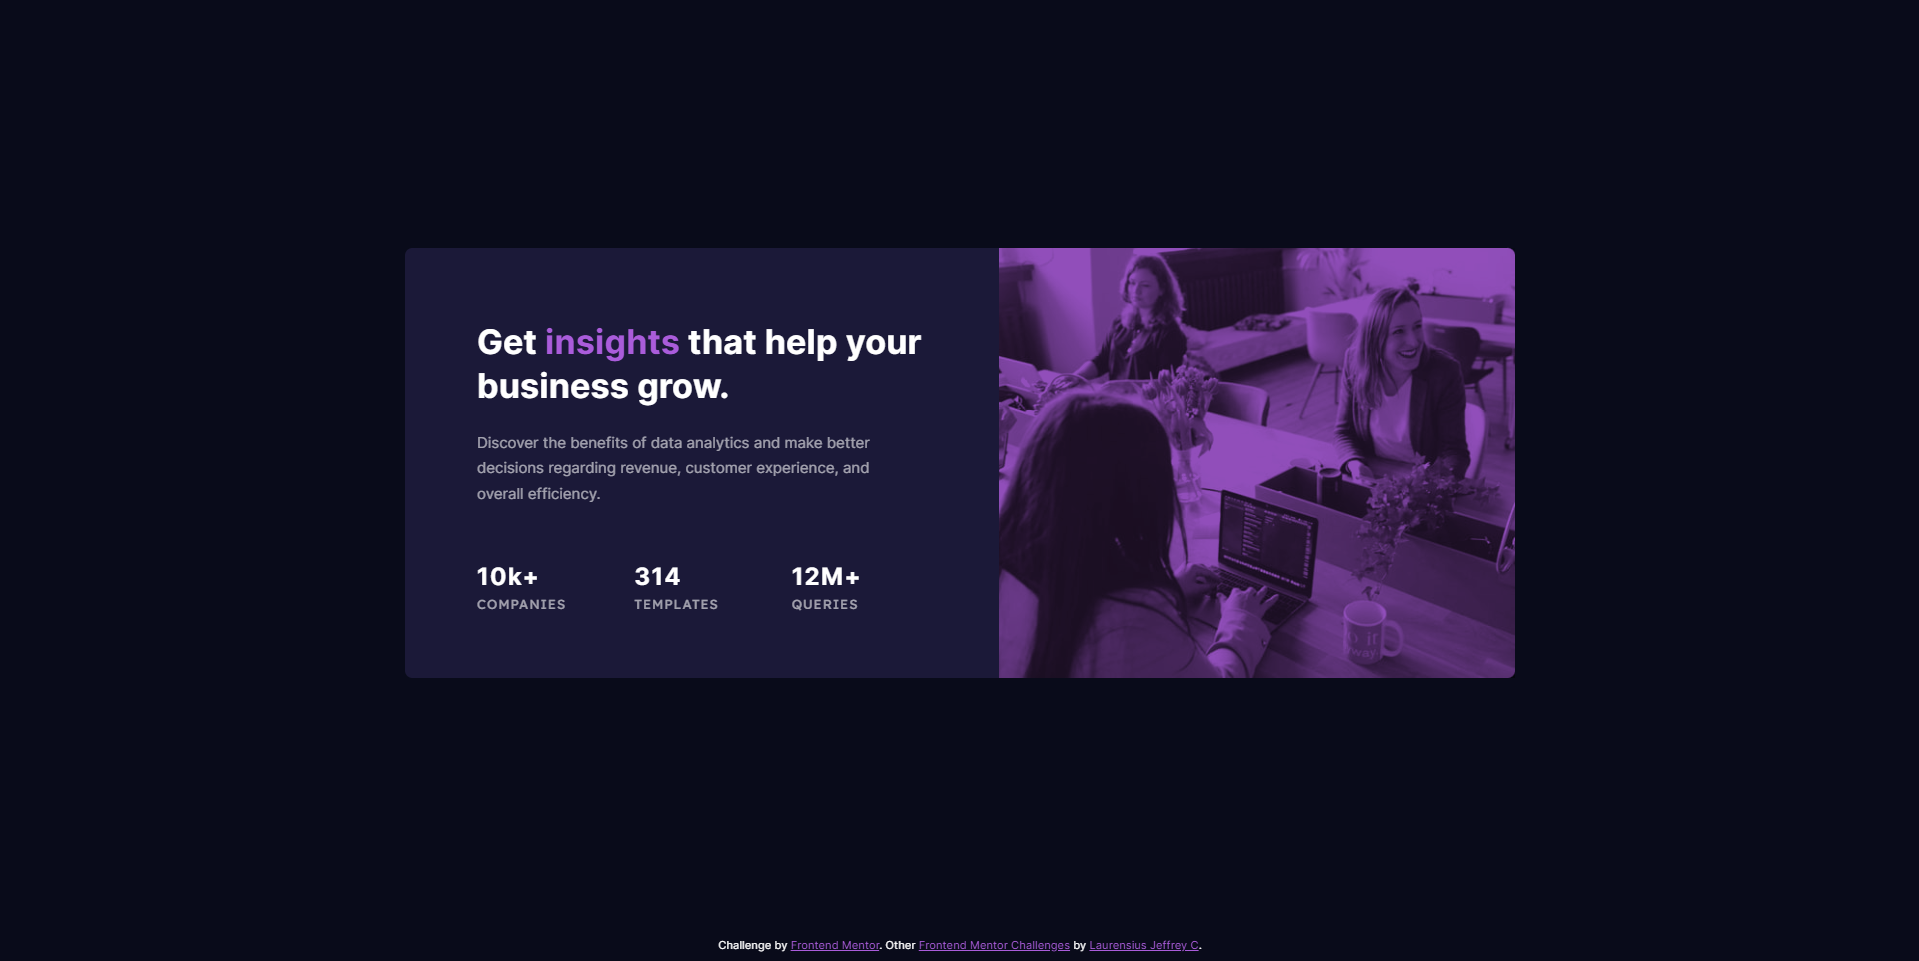 Get insights that help your
business grow.
Discover the benefits of data analytics and make better
decisions regarding revenue, customer experience, and
overall efficiency.
10k+
COMPANIES
314
TEMPLATES
12M+
QUERIES
Challenge by Frontend Mentor. Other Frontend Mentor Challenges by Laurensius Jeffrey C.